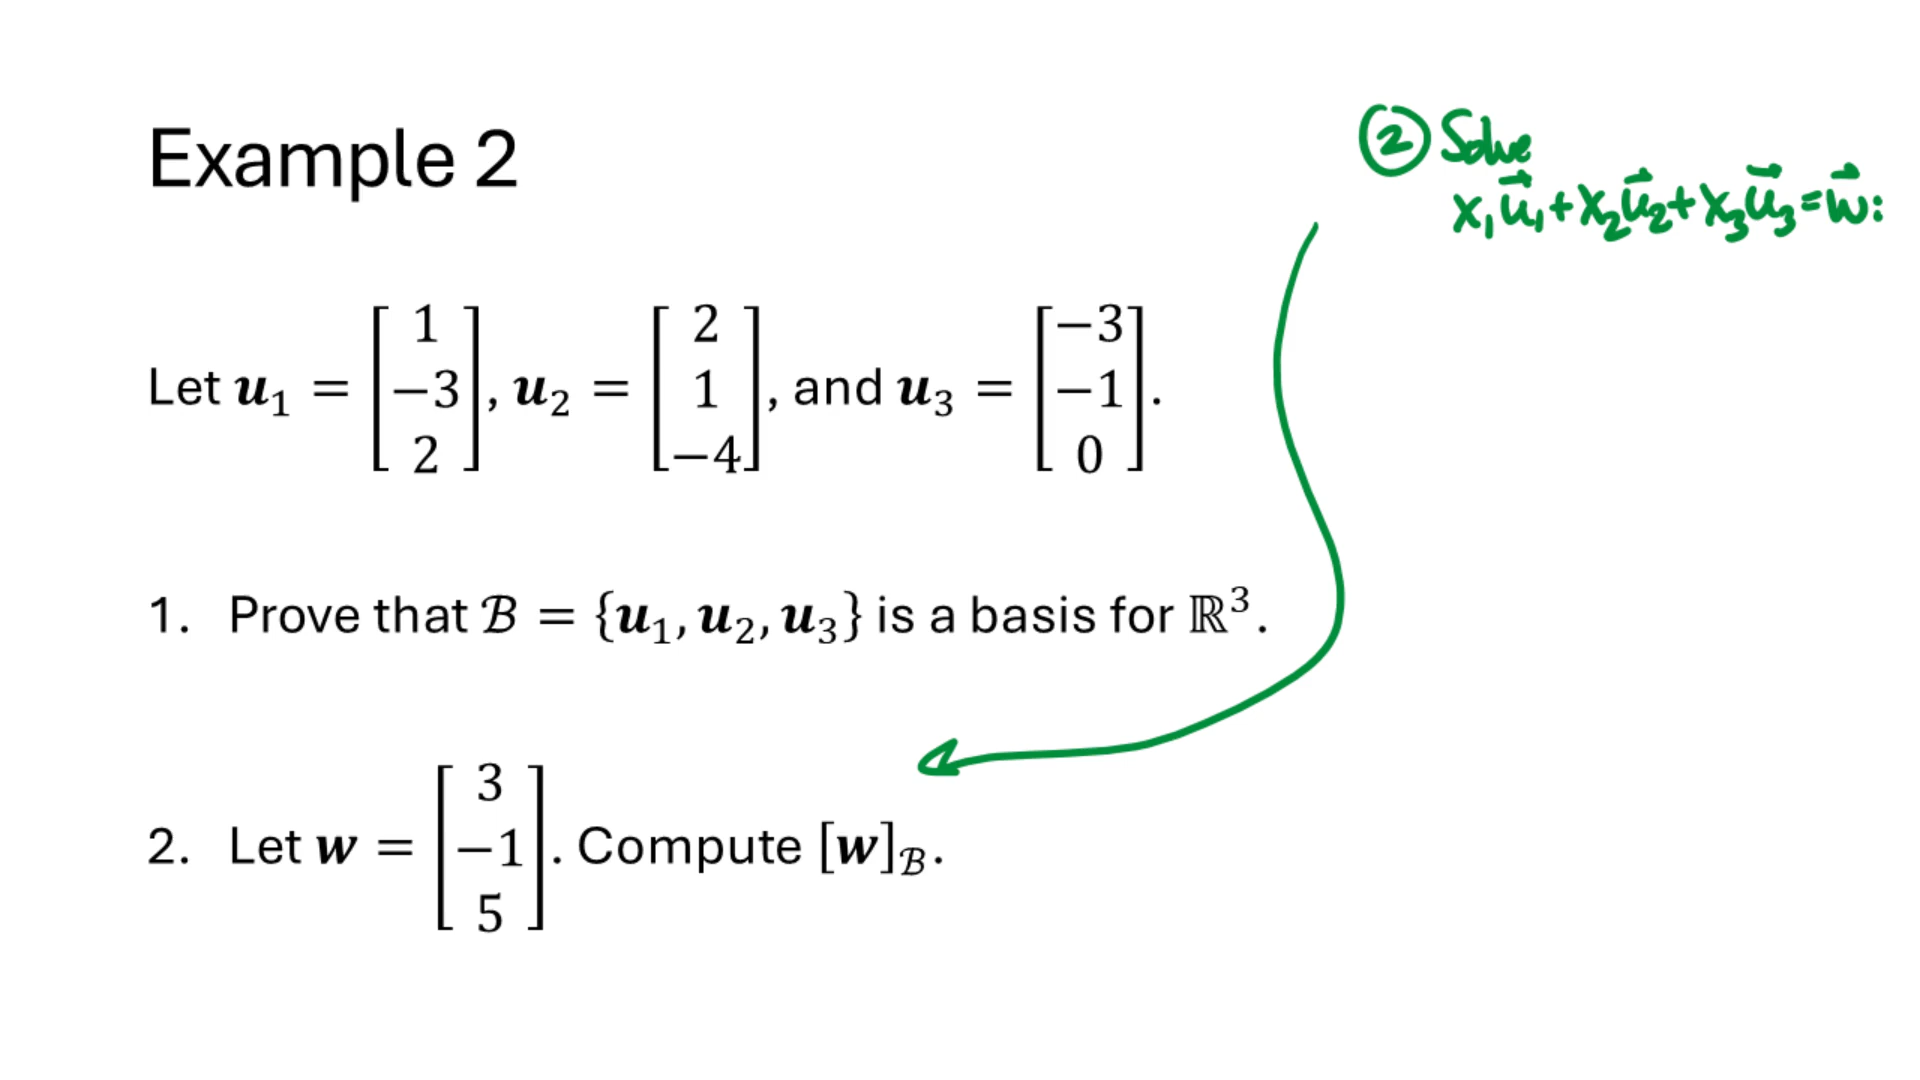 Example 2
② Solve
x₁u⃗₁+x₂u⃗₂+x₃u⃗₃=w⃗:
Let 𝒖₁ = [1 −3 2], 𝒖₂ = [2 1 −4], and 𝒖₃ = [−3 −1 0].
1. Prove that ℬ = {𝒖₁, 𝒖₂, 𝒖₃} is a basis for ℝ³.
2. Let 𝒘 = [3 −1 5]. Compute [𝒘]_ℬ.